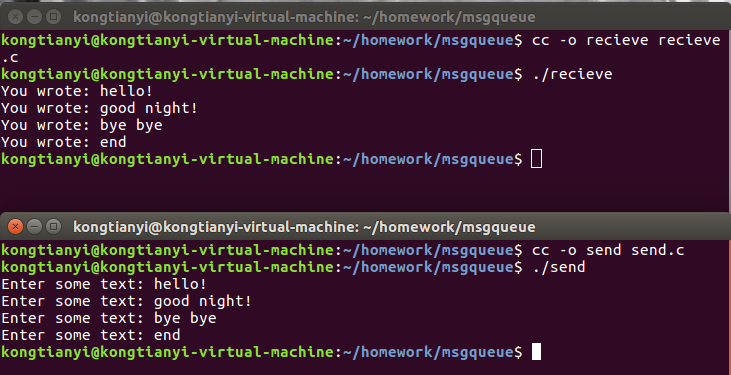 kongtianyi@kongtianyi-virtual-machine: ~/homework/msgqueue
kongtianyi@kongtianyi-virtual-machine:~/homework/msgqueue$ cc -o recieve recieve
.c
kongtianyi@kongtianyi-virtual-machine:~/homework/msgqueue$ ./recieve
You wrote: hello!
You wrote: good night!
You wrote: bye bye
You wrote: end
kongtianyi@kongtianyi-virtual-machine:~/homework/msgqueue$
kongtianyi@kongtianyi-virtual-machine: ~/homework/msgqueue
kongtianyi@kongtianyi-virtual-machine:~/homework/msgqueue$ cc -o send send.c
kongtianyi@kongtianyi-virtual-machine:~/homework/msgqueue$ ./send
Enter some text: hello!
Enter some text: good night!
Enter some text: bye bye
Enter some text: end
kongtianyi@kongtianyi-virtual-machine:~/homework/msgqueue$